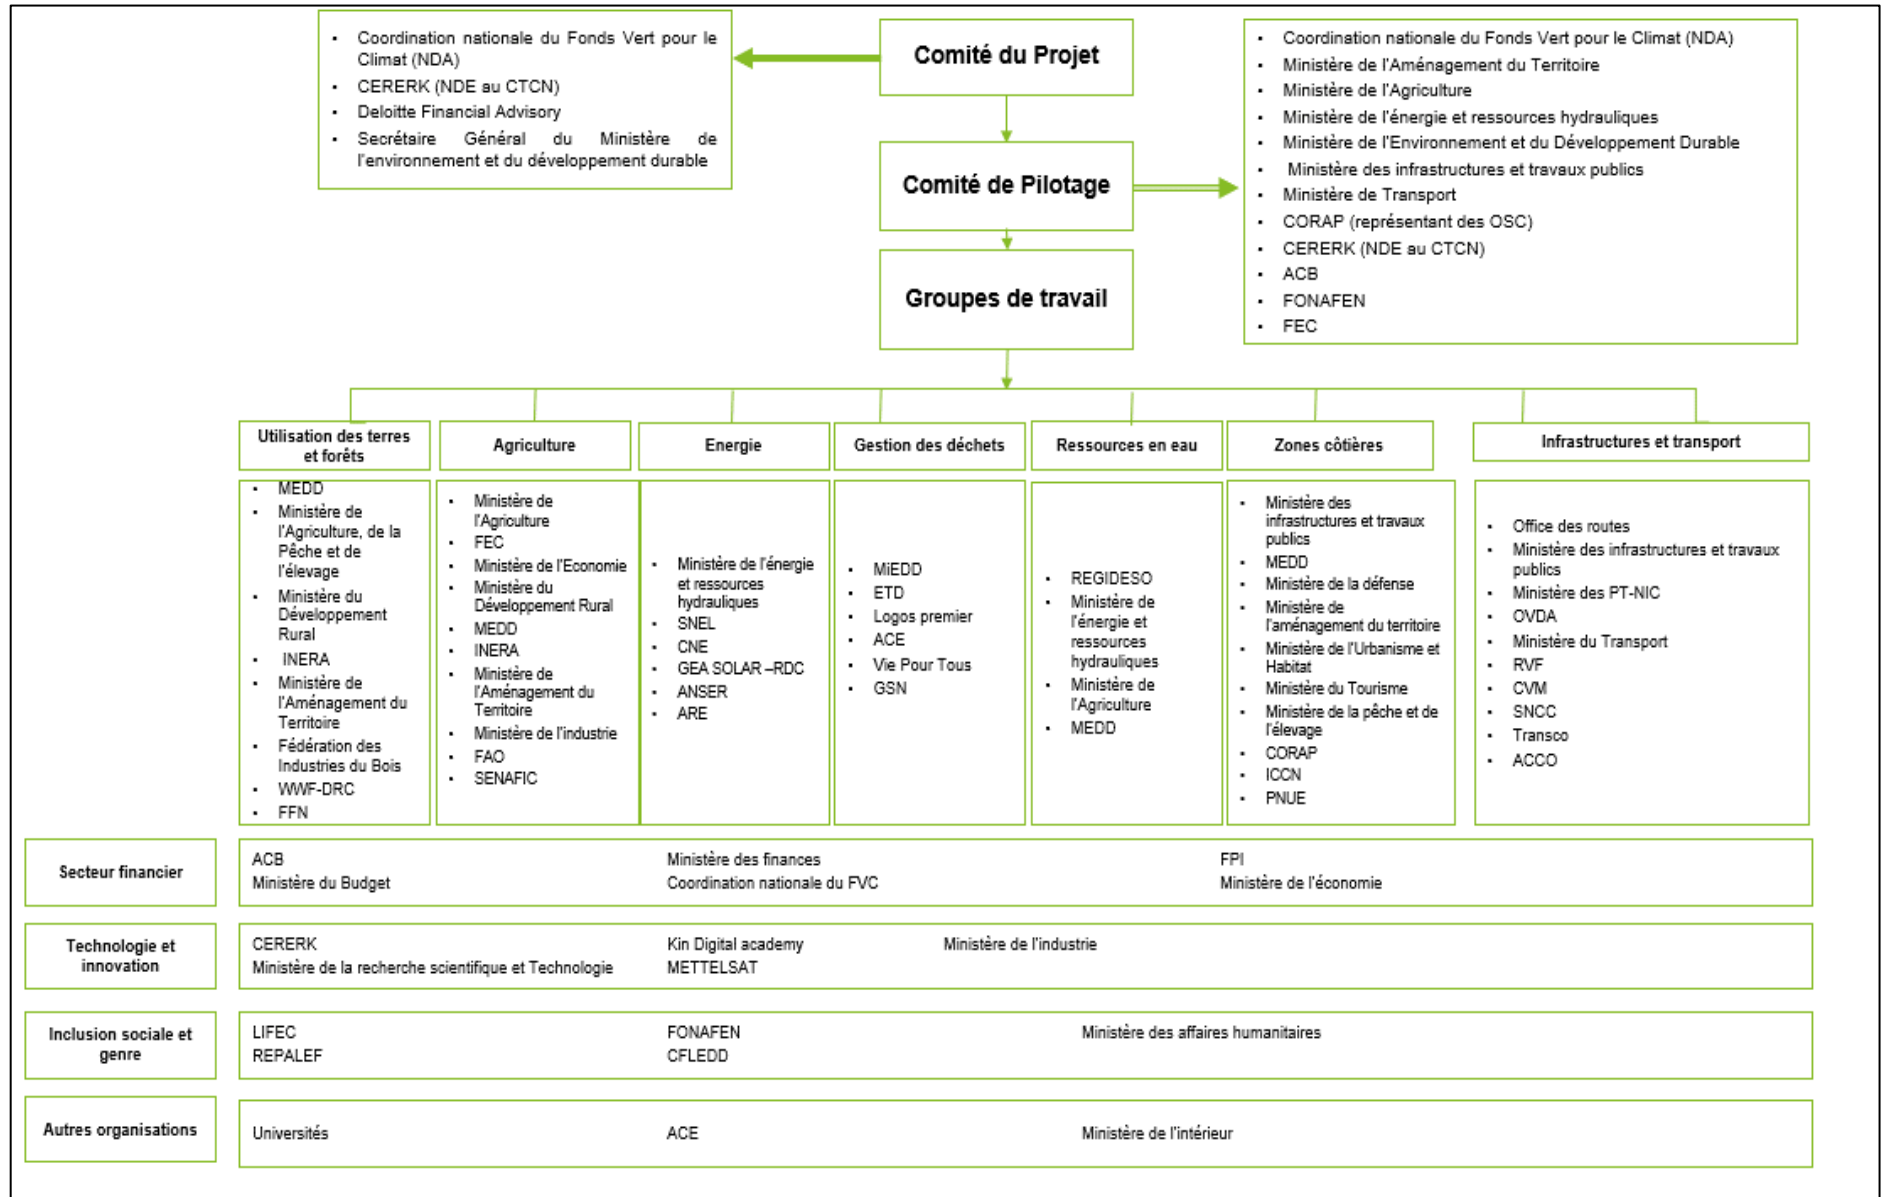 Coordination nationale du Fonds Vert pour le
Climat (NDA)
CERERK (NDE au CTCN)
Deloitte Financial Advisory
Secrétaire Général du Ministère de
l'environnement et du développement durable
Comité du Projet
Comité de Pilotage
Groupes de travail
Coordination nationale du Fonds Vert pour le Climat (NDA)
Ministère de l'Aménagement du Territoire
Ministère de l'Agriculture
Ministère de l'énergie et ressources hydrauliques
Ministère de l'Environnement et du Développement Durable
Ministère des infrastructures et travaux publics
Ministère de Transport
CORAP (représentant des OSC)
CERERK (NDE au CTCN)
ACB
FONAFEN
FEC
Utilisation des terres
et forêts
MEDD
Ministère de
l'Agriculture, de la
Pêche et de
l'élevage
Ministère du
Développement
Rural
INERA
Ministère de
l'Aménagement du
Territoire
Fédération des
Industries du Bois
WWF-DRC
FFN
Agriculture
Ministère de
l'Agriculture
FEC
Ministère de l'Economie
Ministère du
Développement Rural
MEDD
INERA
Ministère de
l'Aménagement du
Territoire
Ministère de l'industrie
FAO
SENAFIC
Energie
Ministère de l'énergie
et ressources
hydrauliques
SNEL
CNE
GEA SOLAR –RDC
ANSER
ARE
Gestion des déchets
MiEDD
ETD
Logos premier
ACE
Vie Pour Tous
GSN
Ressources en eau
REGIDESO
Ministère de
l'énergie et
ressources
hydrauliques
Ministère de
l'Agriculture
MEDD
Zones côtières
Ministère des
infrastructures et travaux
publics
MEDD
Ministère de la défense
Ministère de
l'aménagement du territoire
Ministère de l'Urbanisme et
Habitat
Ministère du Tourisme
Ministère de la pêche et de
l'élevage
CORAP
ICCN
PNUE
Infrastructures et transport
Office des routes
Ministère des infrastructures et travaux
publics
Ministère des PT-NIC
OVDA
Ministère du Transport
RVF
CVM
SNCC
Transco
ACCO
Secteur financier
ACB Ministère des finances FPI
Ministère du Budget Coordination nationale du FVC Ministère de l'économie
Technologie et
innovation
CERERK Kin Digital academy Ministère de l'industrie
Ministère de la recherche scientifique et Technologie METTELSAT
Inclusion sociale et
genre
LIFEC FONAFEN Ministère des affaires humanitaires
REPALEF CFLEDD
Autres organisations
Universités ACE Ministère de l'intérieur